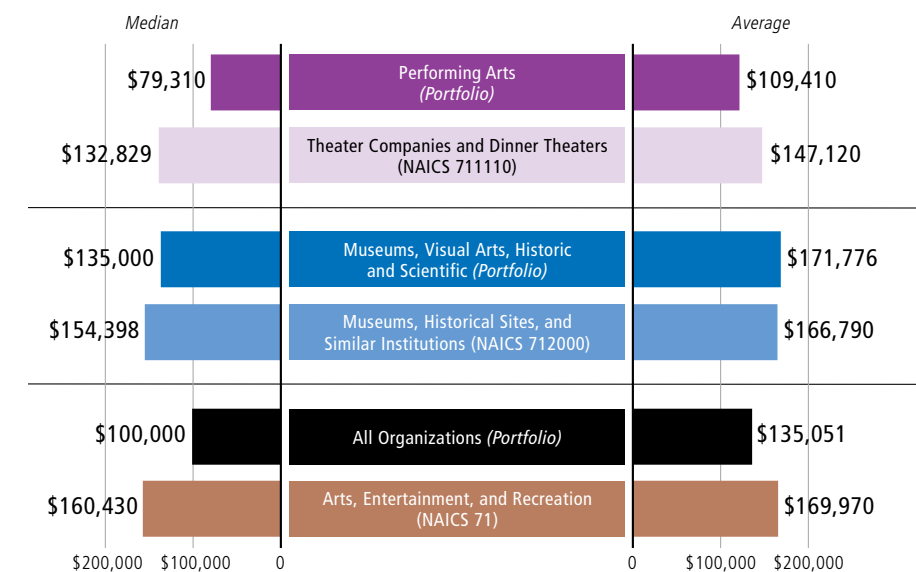 Median
Average
$79,310
Performing Arts
(Portfolio)
$109,410
$132,829
Theater Companies and Dinner Theaters
(NAICS 711110)
$147,120
$135,000
Museums, Visual Arts, Historic
and Scientific (Portfolio)
$171,776
$154,398
Museums, Historical Sites, and
Similar Institutions (NAICS 712000)
$166,790
$100,000
All Organizations (Portfolio)
$135,051
$160,430
Arts, Entertainment, and Recreation
(NAICS 71)
$169,970
$200,000 $100,000 0 0 $100,000 $200,000